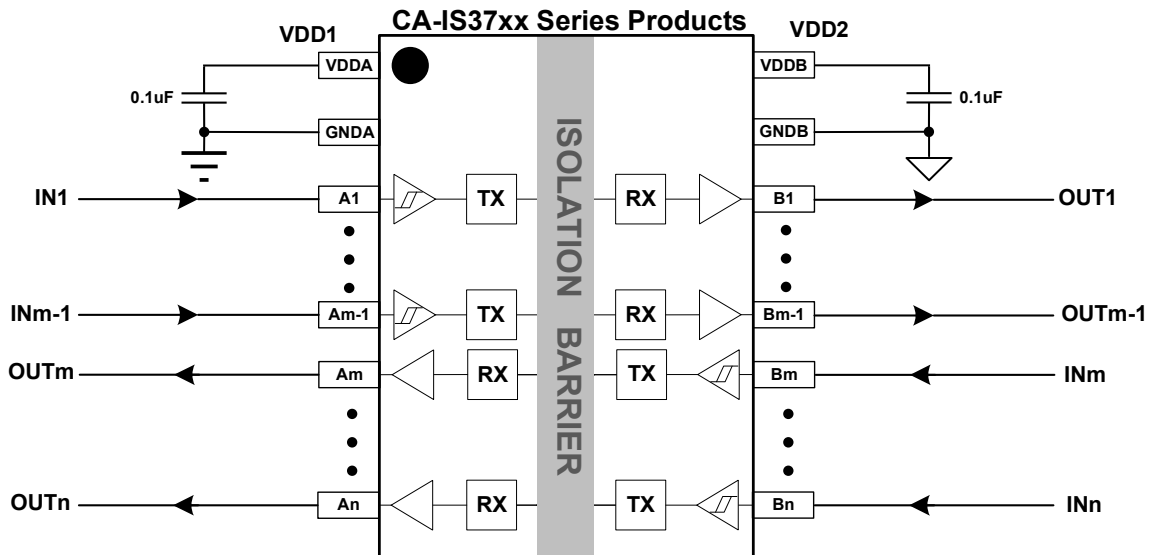 CA-IS37xx Series Products
VDD1
VDD2
VDDA
VDDB
0.1uF
0.1uF
GNDA
GNDB
ISOLATION BARRIER
IN1
A1
TX
RX
B1
OUT1
INm-1
Am-1
TX
RX
Bm-1
OUTm-1
OUTm
Am
RX
TX
Bm
INm
OUTn
An
RX
TX
Bn
INn